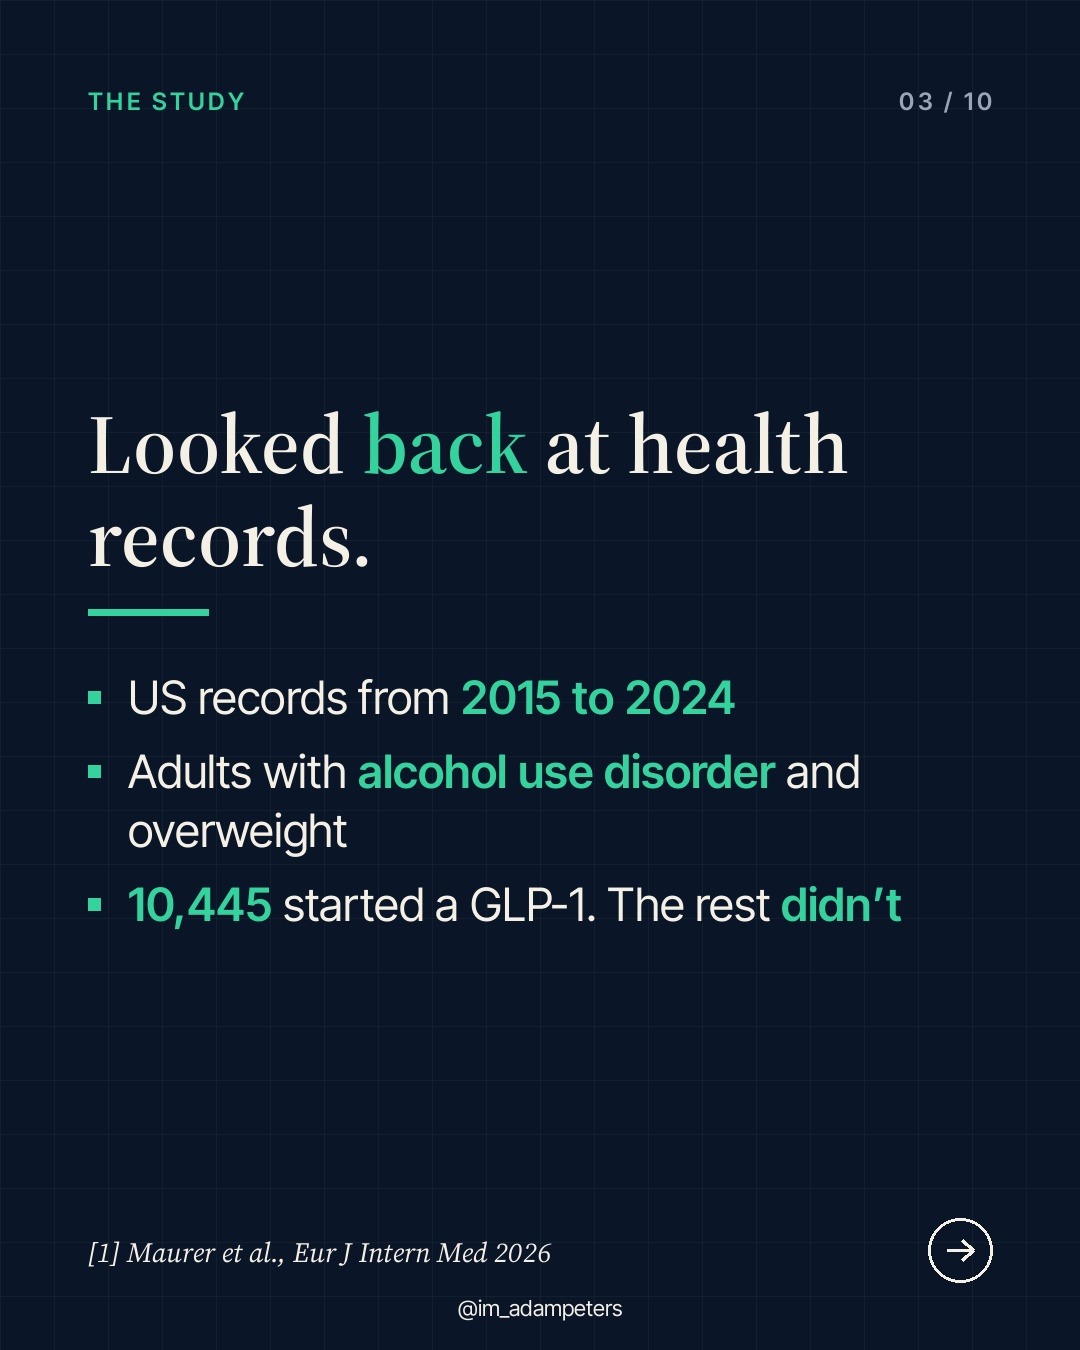 THE STUDY
03 / 10
Looked back at health
records.
US records from 2015 to 2024
Adults with alcohol use disorder and
overweight
10,445 started a GLP-1. The rest didn’t
[1] Maurer et al., Eur J Intern Med 2026
@im_adampeters